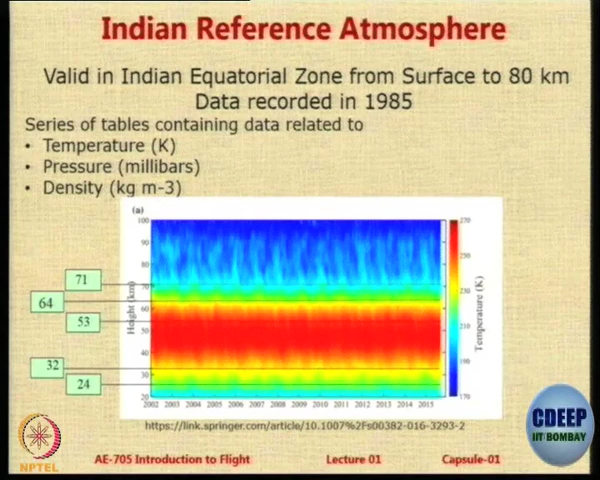 Indian Reference Atmosphere
Valid in Indian Equatorial Zone from Surface to 80 km
Data recorded in 1985
Series of tables containing data related to
• Temperature (K)
• Pressure (millibars)
• Density (kg m-3)
(a)
100
90
80
70
60
50
40
30
20
Height (km)
71
64
53
32
24
2002 2003 2004 2005 2006 2007 2008 2009 2010 2011 2012 2013 2014 2015
270
250
230
210
190
170
Temperature (K)
https://link.springer.com/article/10.1007%2Fs00382-016-3293-2
CDEEP
IIT BOMBAY
NPTEL
AE-705 Introduction to Flight
Lecture 01
Capsule-01